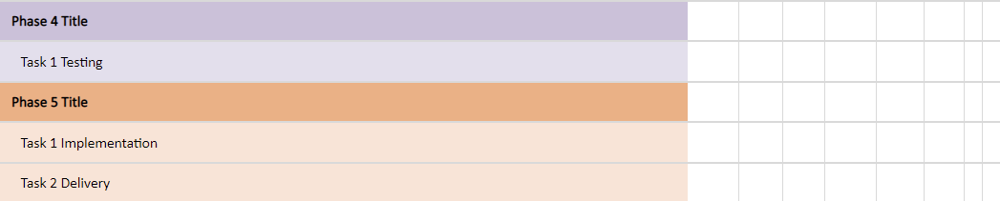 Phase 4 Title
Task 1 Testing
Phase 5 Title
Task 1 Implementation
Task 2 Delivery